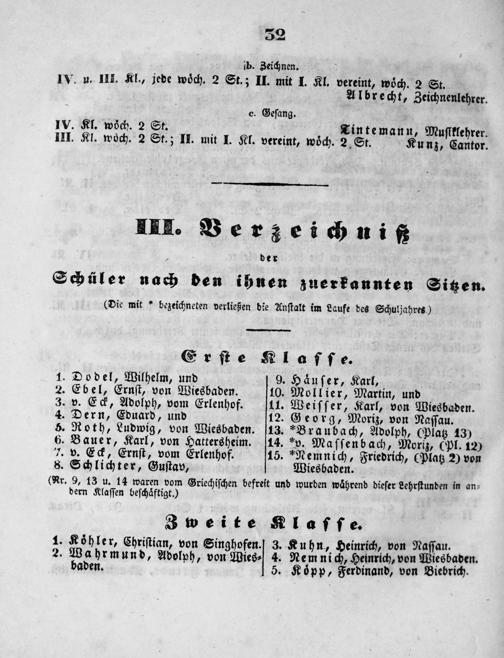 32
b. Zeichnen.
IV. u. III. Kl., jede wöch. 2 St.; II. mit I. Kl. vereint, wöch. 2 St.
Albrecht, Zeichnenlehrer.
c. Gesang.
IV. Kl. wöch. 2 St. Tintemann, Musiklehrer.
III. Kl. wöch. 2 St.; II. mit I. Kl. vereint, wöch. 2 St. Kunz, Cantor.
III. Verzeichniß
der
Schüler nach den ihnen zuerkannten Sitzen.
(Die mit * bezeichneten verließen die Anstalt im Laufe des Schuljahres.)
Erste Klasse.
1. Dodel, Wilhelm, und
2. Ebel, Ernst, von Wiesbaden.
3. v. Eck, Adolph, vom Erlenhof.
4. Dern, Eduard, und
5. Roth, Ludwig, von Wiesbaden.
6. Bauer, Karl, von Hattersheim.
7. v. Eck, Ernst, vom Erlenhof.
8. Schlichter, Gustav,
9. Häuser, Karl,
10. Mollier, Martin, und
11. Weisser, Karl, von Wiesbaden.
12. Georg, Moriz, von Nassau.
13. *Braubach, Adolph, (Platz 13)
14. *v. Massenbach, Moriz, (Pl. 12)
15. *Nemnich, Friedrich, (Platz 2) von
Wiesbaden.
(Nr. 9, 13 u. 14 waren vom Griechischen befreit und wurden während dieser Lehrstunden in an-
dern Klassen beschäftigt.)
Zweite Klasse.
1. Köhler, Christian, von Singhofen.
2. Wahrmund, Adolph, von Wies-
baden.
3. Kuhn, Heinrich, von Nassau.
4. Nemnich, Heinrich, von Wiesbaden.
5. Köpp, Ferdinand, von Biebrich.